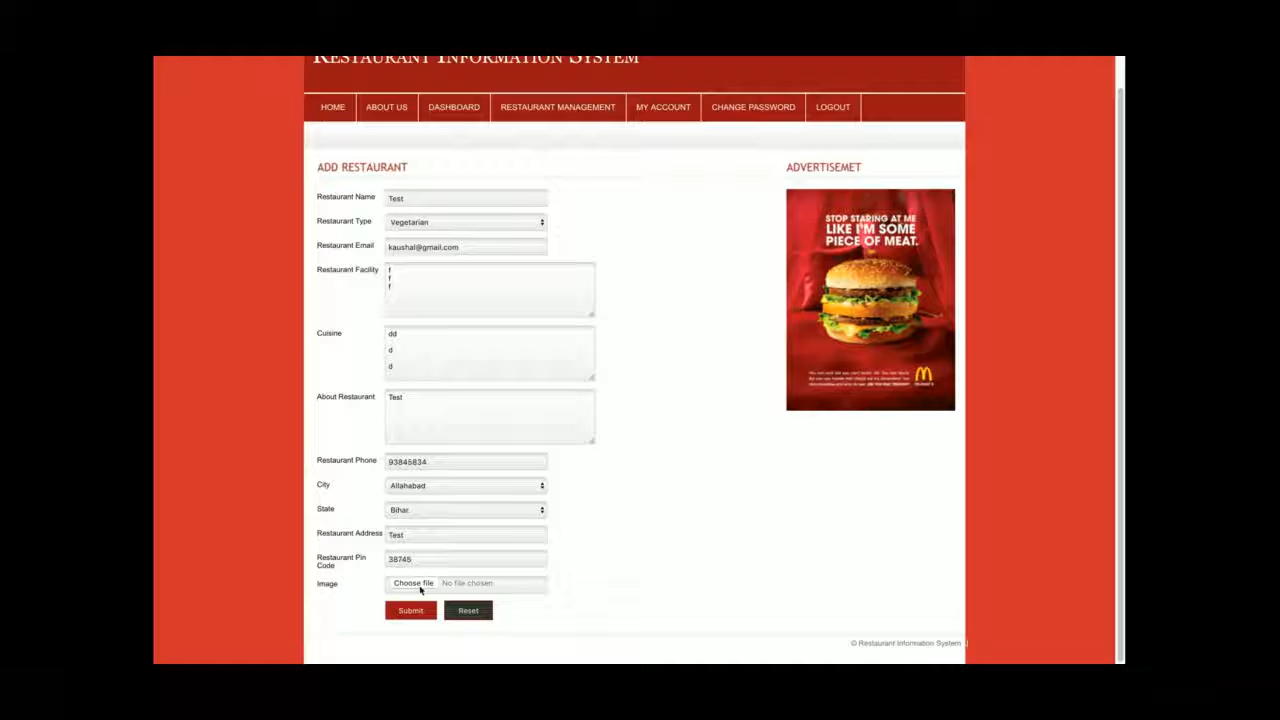 RESTAURANT INFORMATION SYSTEM
HOME ABOUT US DASHBOARD RESTAURANT MANAGEMENT MY ACCOUNT CHANGE PASSWORD LOGOUT
ADD RESTAURANT
Restaurant Name Test
Restaurant Type Vegetarian
Restaurant Email kaushal@gmail.com
Restaurant Facility f
f
f
Cuisine dd
d
d
About Restaurant Test
Restaurant Phone 93845834
City Allahabad
State Bihar
Restaurant Address Test
Restaurant Pin
Code 38745
Image Choose file No file chosen
Submit Reset
ADVERTISEMET
STOP STARING AT ME
LIKE I'M SOME
PIECE OF MEAT.
© Restaurant Information System